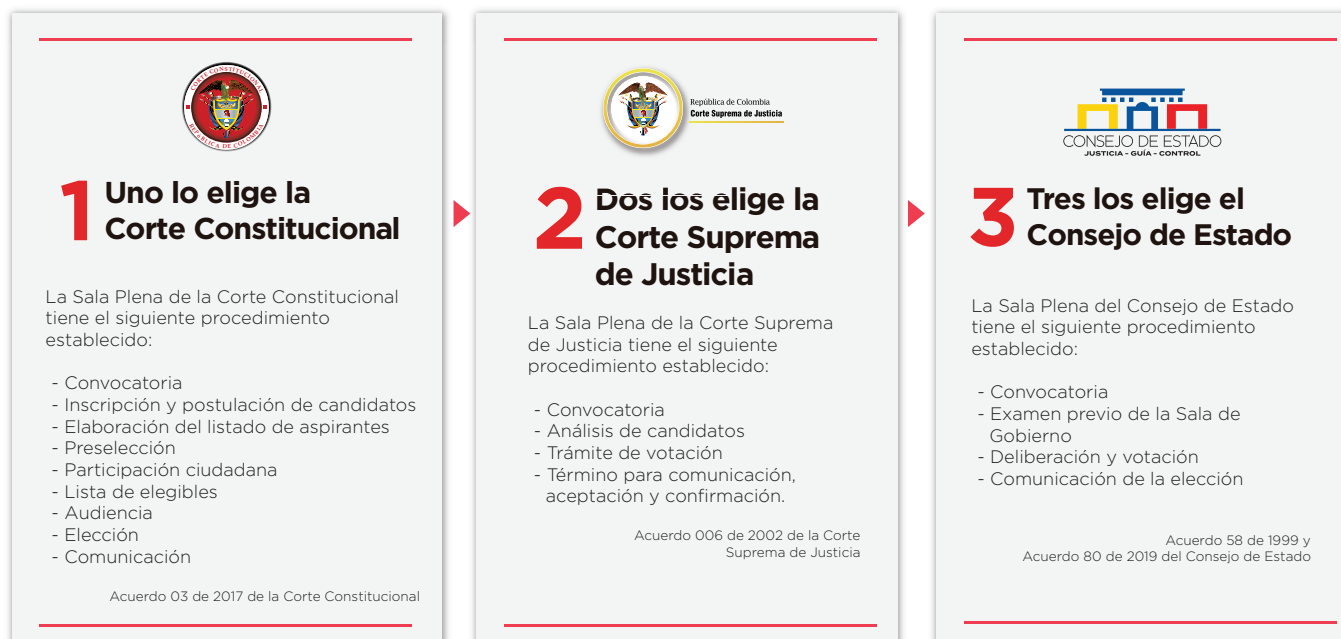 CORTE CONSTITUCIONAL
REPÚBLICA DE COLOMBIA
1 Uno lo elige la
Corte Constitucional
La Sala Plena de la Corte Constitucional
tiene el siguiente procedimiento
establecido:
- Convocatoria
- Inscripción y postulación de candidatos
- Elaboración del listado de aspirantes
- Preselección
- Participación ciudadana
- Lista de elegibles
- Audiencia
- Elección
- Comunicación
Acuerdo 03 de 2017 de la Corte Constitucional
República de Colombia
Corte Suprema de Justicia
2 Dos los elige la
Corte Suprema
de Justicia
La Sala Plena de la Corte Suprema
de Justicia tiene el siguiente
procedimiento establecido:
- Convocatoria
- Análisis de candidatos
- Trámite de votación
- Término para comunicación,
aceptación y confirmación.
Acuerdo 006 de 2002 de la Corte
Suprema de Justicia
CONSEJO DE ESTADO
JUSTICIA - GUÍA - CONTROL
3 Tres los elige el
Consejo de Estado
La Sala Plena del Consejo de Estado
tiene el siguiente procedimiento
establecido:
- Convocatoria
- Examen previo de la Sala de
Gobierno
- Deliberación y votación
- Comunicación de la elección
Acuerdo 58 de 1999 y
Acuerdo 80 de 2019 del Consejo de Estado